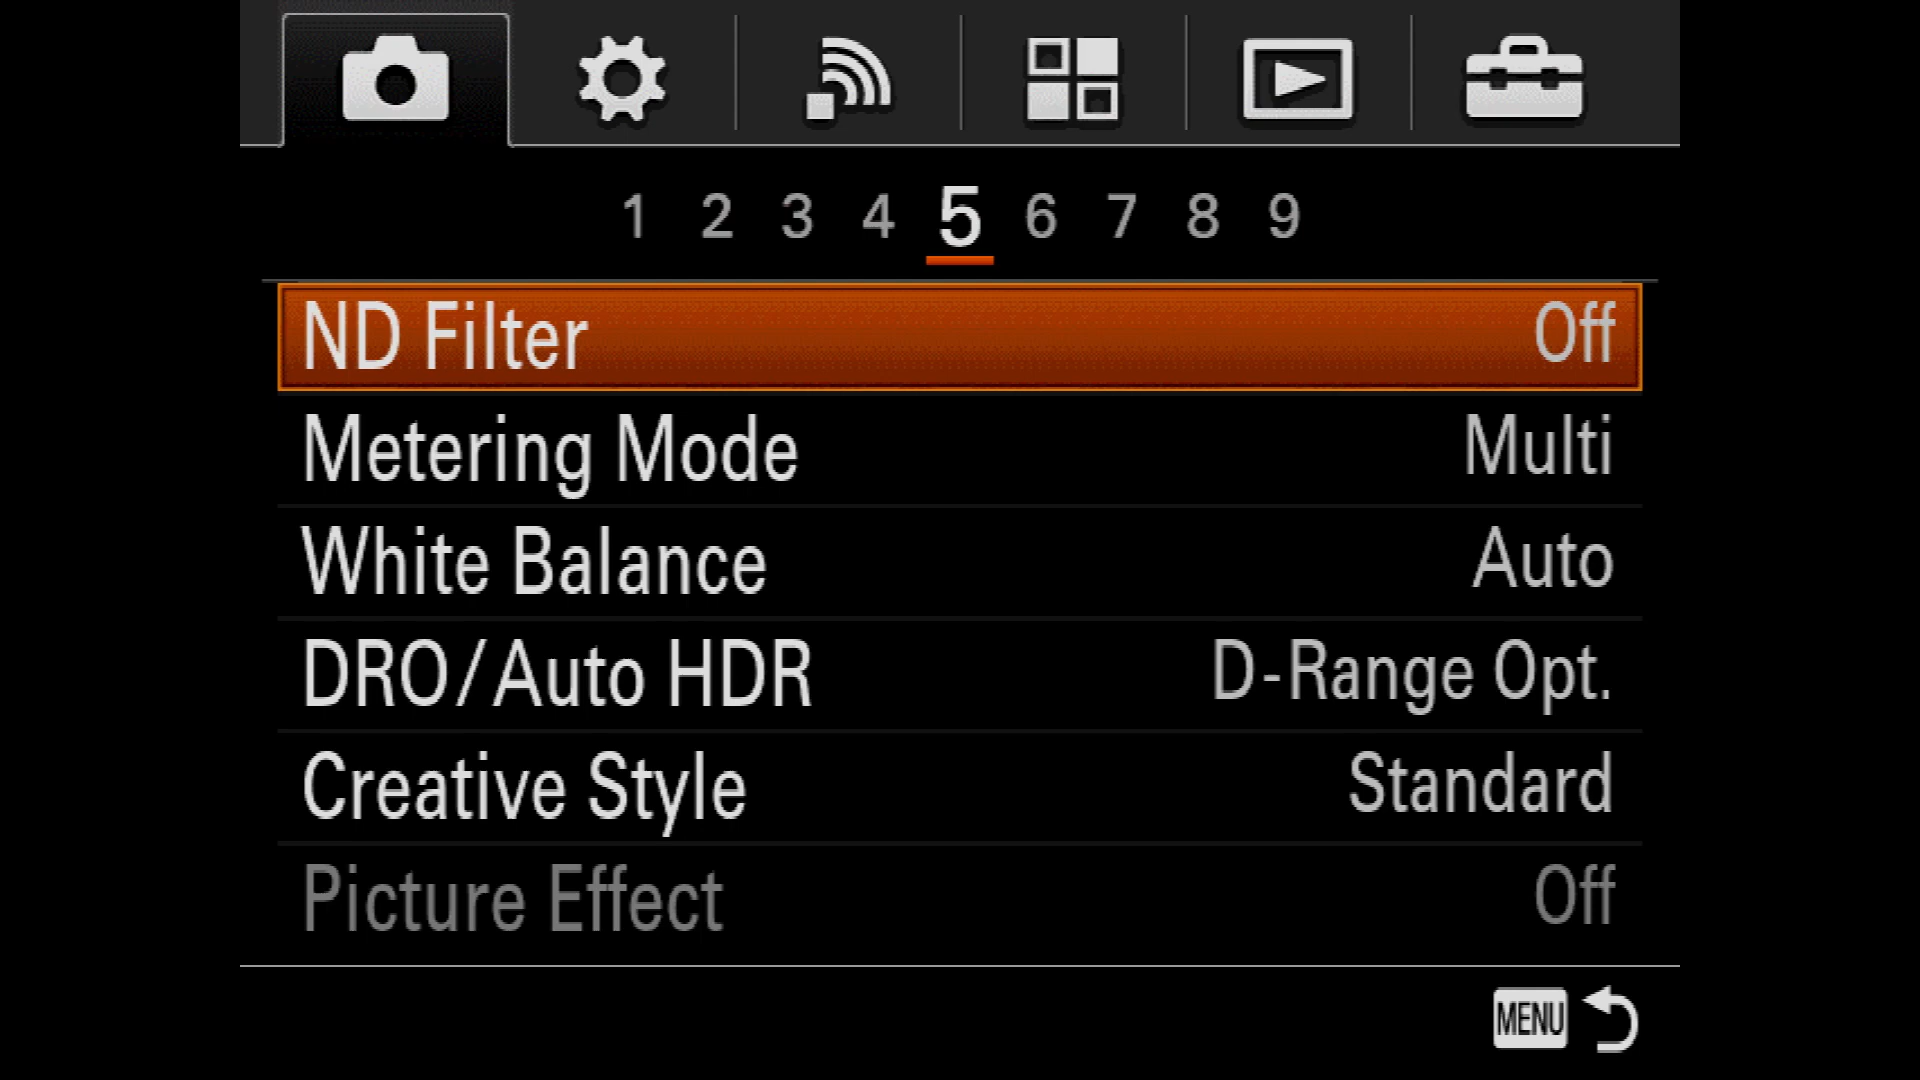 1 2 3 4 5 6 7 8 9
ND Filter Off
Metering Mode Multi
White Balance Auto
DRO/Auto HDR D-Range Opt.
Creative Style Standard
Picture Effect Off
MENU